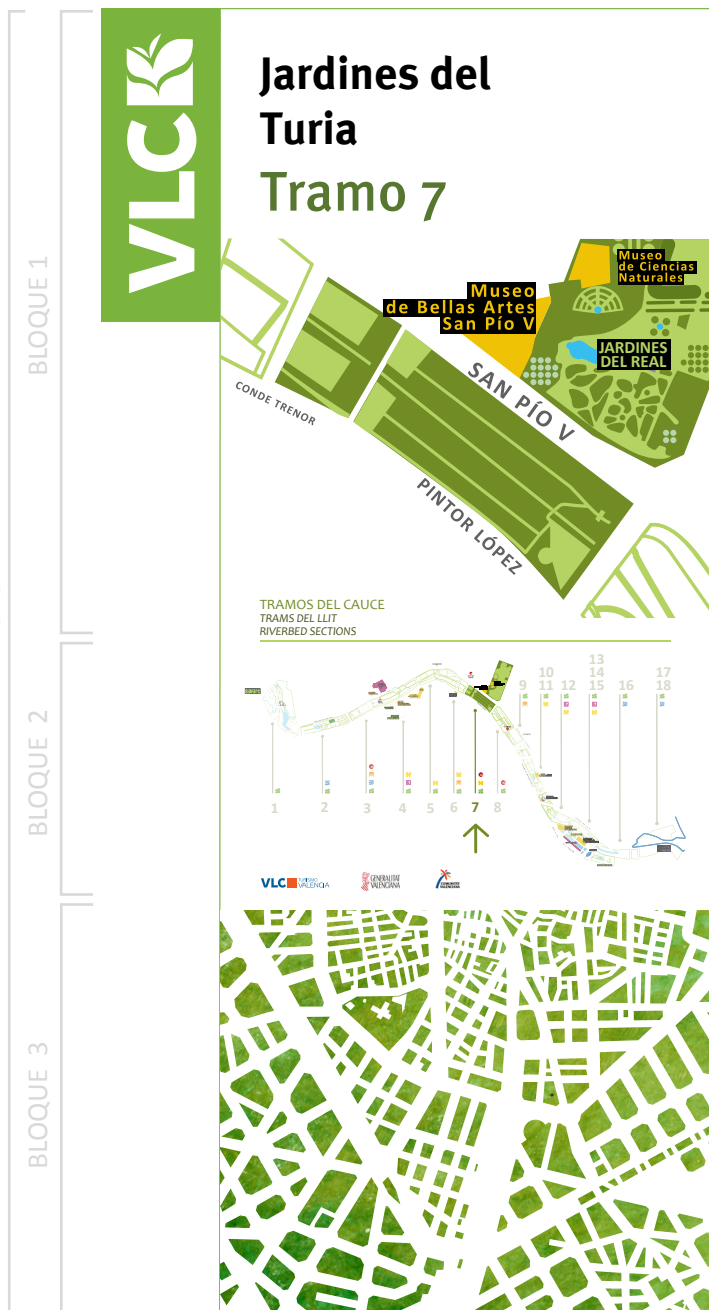 BLOQUE 1
BLOQUE 2
BLOQUE 3
VLC
Jardines del
Turia
Tramo 7
Museo
de Ciencias
Naturales
Museo
de Bellas Artes
San Pío V
JARDINES
DEL REAL
SAN PÍO V
CONDE TRENOR
PINTOR LÓPEZ
TRAMOS DEL CAUCE
TRAMS DEL LLIT
RIVERBED SECTIONS
13
10 14 17
9 11 12 15 16 18
1 2 3 4 5 6 7 8
VLC TURISMO
VALENCIA
GENERALITAT
VALENCIANA
COMUNITAT
VALENCIANA